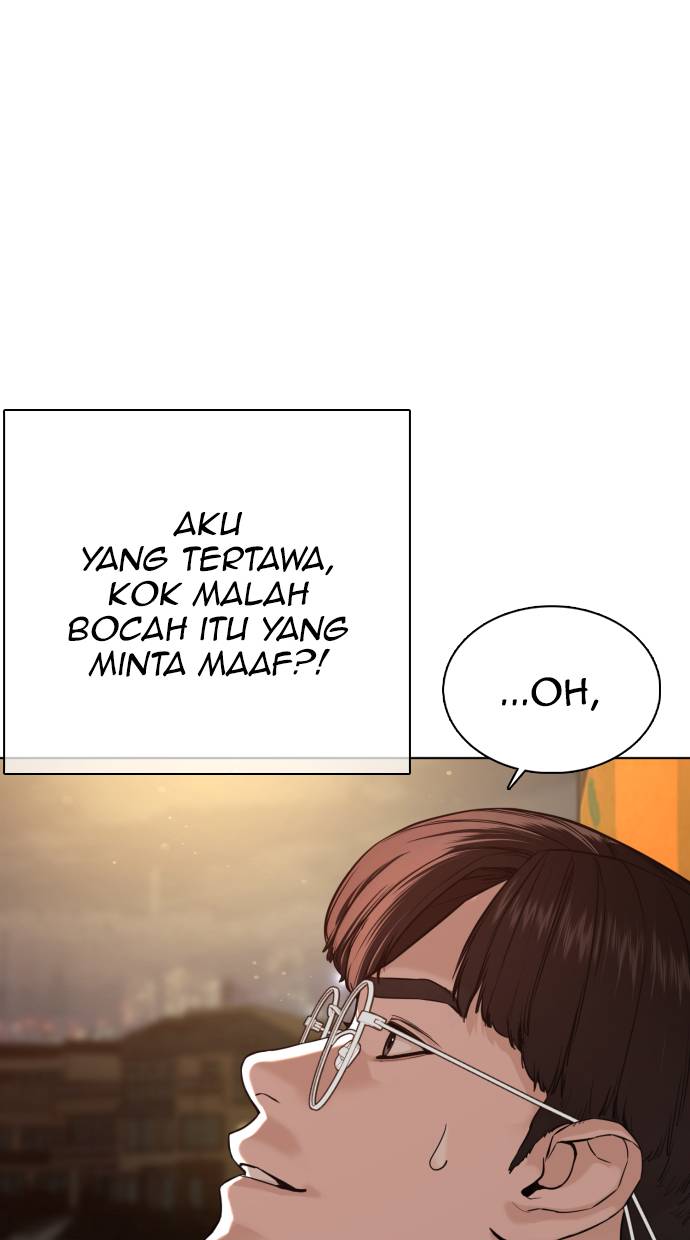 AKU
YANG TERTAWA,
KOK MALAH
BOCAH ITU YANG
MINTA MAAF?!
...OH,